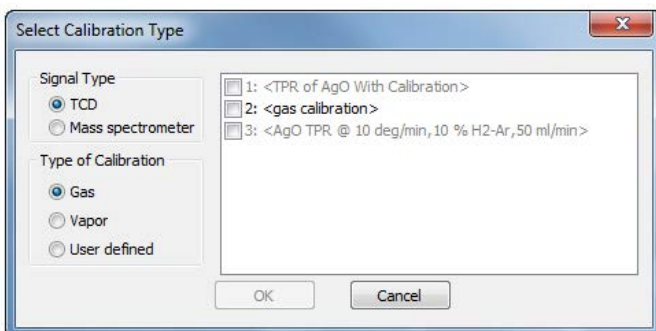 Select Calibration Type
Signal Type
TCD
Mass spectrometer
Type of Calibration
Gas
Vapor
User defined
1: <TPR of AgO With Calibration>
2: <gas calibration>
3: <AgO TPR @ 10 deg/min,10 % H2-Ar,50 ml/min>
OK
Cancel